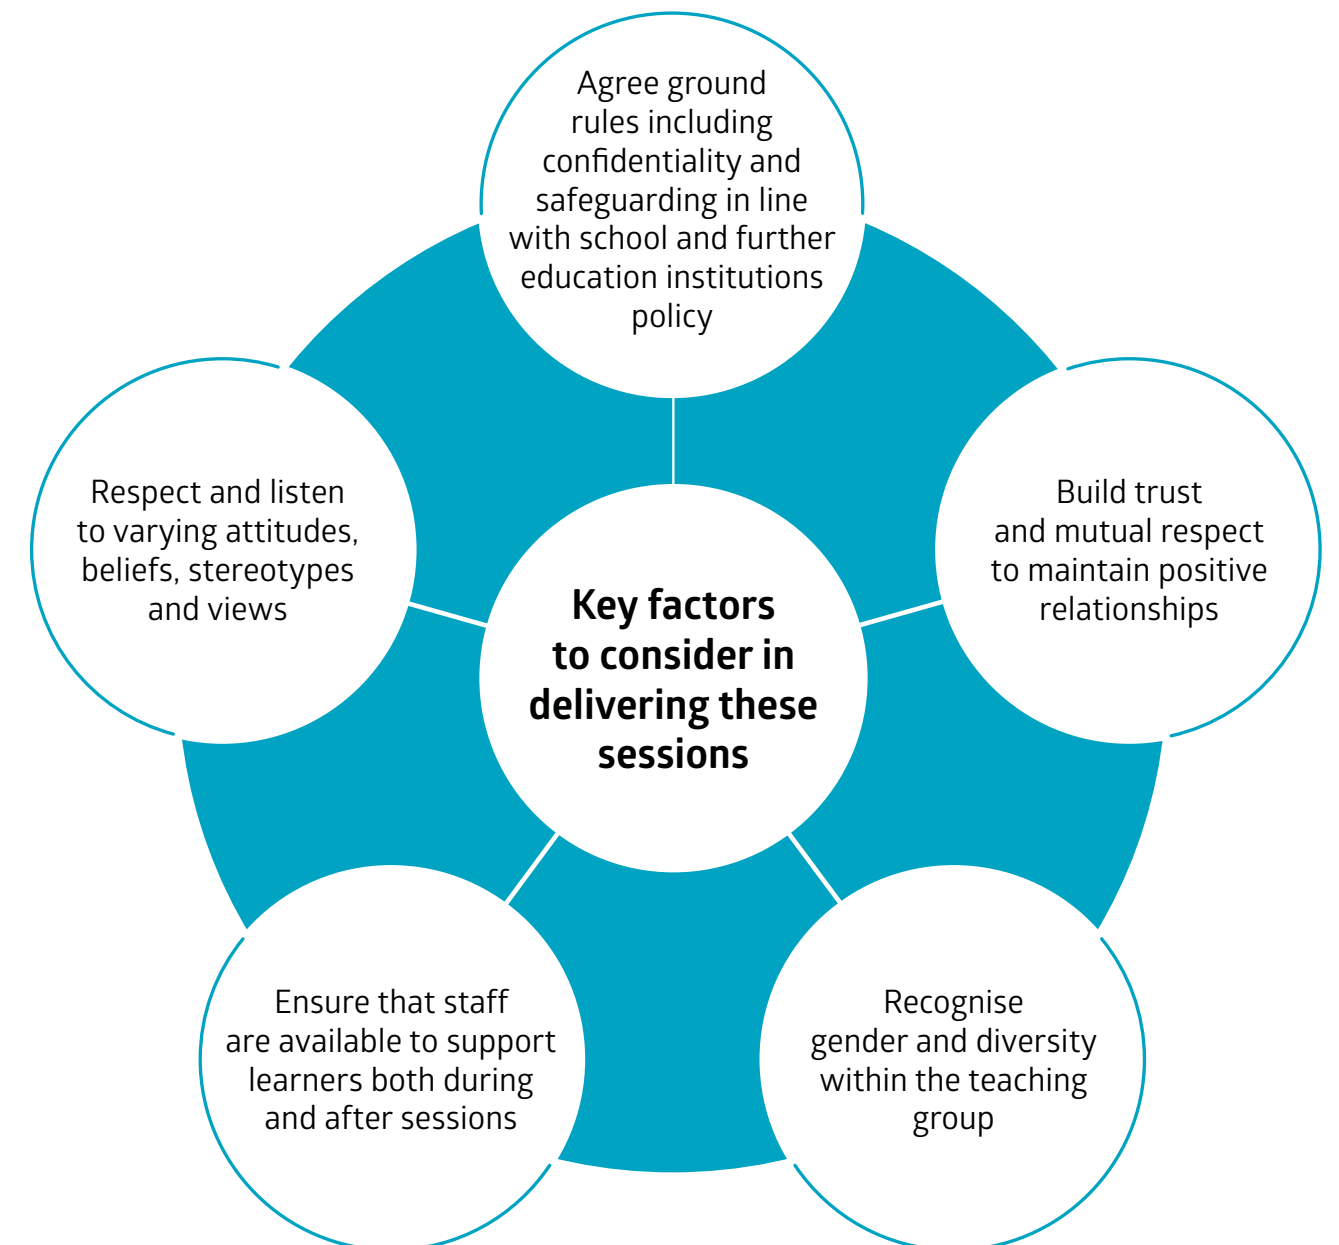 Agree ground
rules including
confidentiality and
safeguarding in line
with school and further
education institutions
policy
Build trust
and mutual respect
to maintain positive
relationships
Recognise
gender and diversity
within the teaching
group
Ensure that staff
are available to support
learners both during
and after sessions
Respect and listen
to varying attitudes,
beliefs, stereotypes
and views
Key factors
to consider in
delivering these
sessions